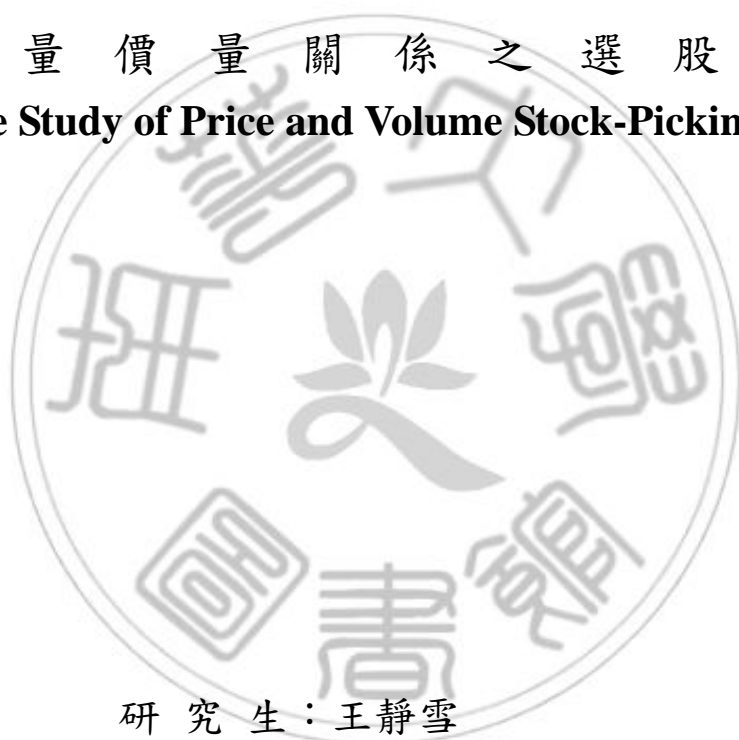 量 價 量 關 係 之 選 股
e Study of Price and Volume Stock-Pickin
研 究 生：王靜雪